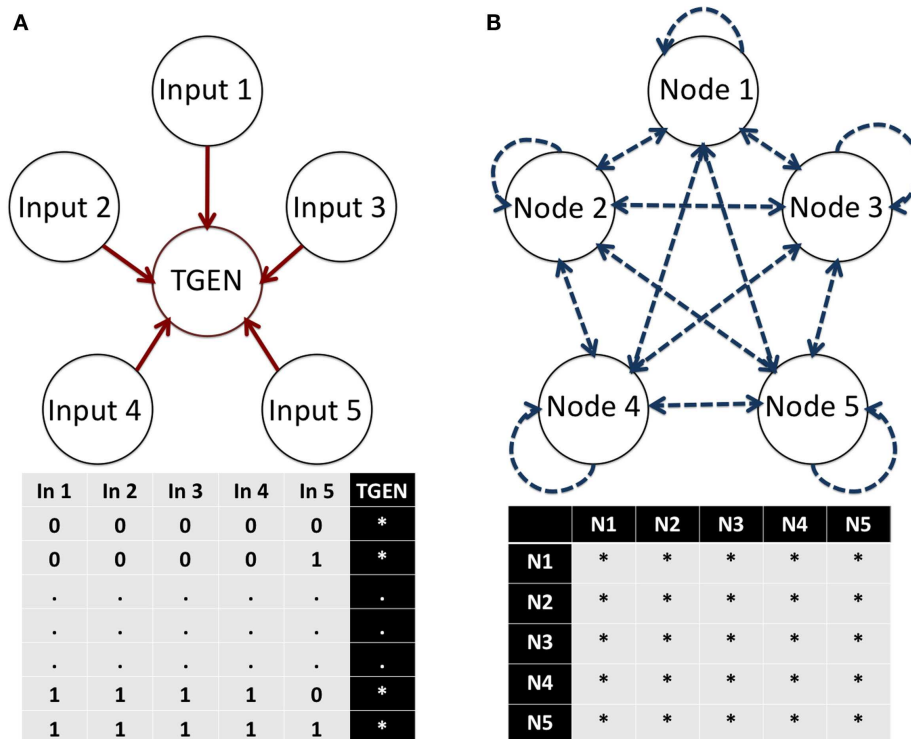 A
Input 1
Input 2
Input 3
TGEN
Input 4
Input 5
In 1 In 2 In 3 In 4 In 5 TGEN
0 0 0 0 0 *
0 0 0 0 1 *
. . . . . .
. . . . . .
. . . . . .
1 1 1 1 0 *
1 1 1 1 1 *
B
Node 1
Node 2
Node 3
Node 4
Node 5
N1 N2 N3 N4 N5
N1 * * * * *
N2 * * * * *
N3 * * * * *
N4 * * * * *
N5 * * * * *